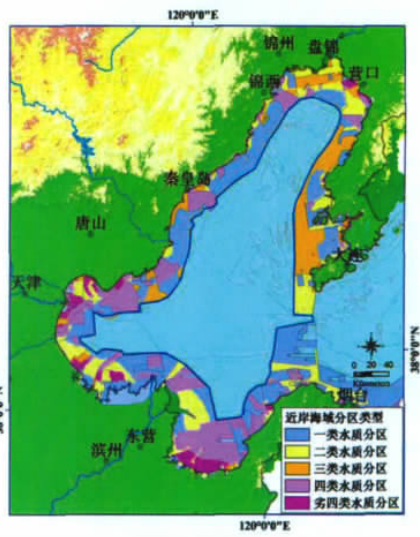 120°0'0"E
锦州
盘锦
锦西
营口
秦皇岛
唐山
大连
天津
0 20 40
Kilometers
烟台
东营
滨州
近岸海域分区类型
一类水质分区
二类水质分区
三类水质分区
四类水质分区
劣四类水质分区
120°0'0"E